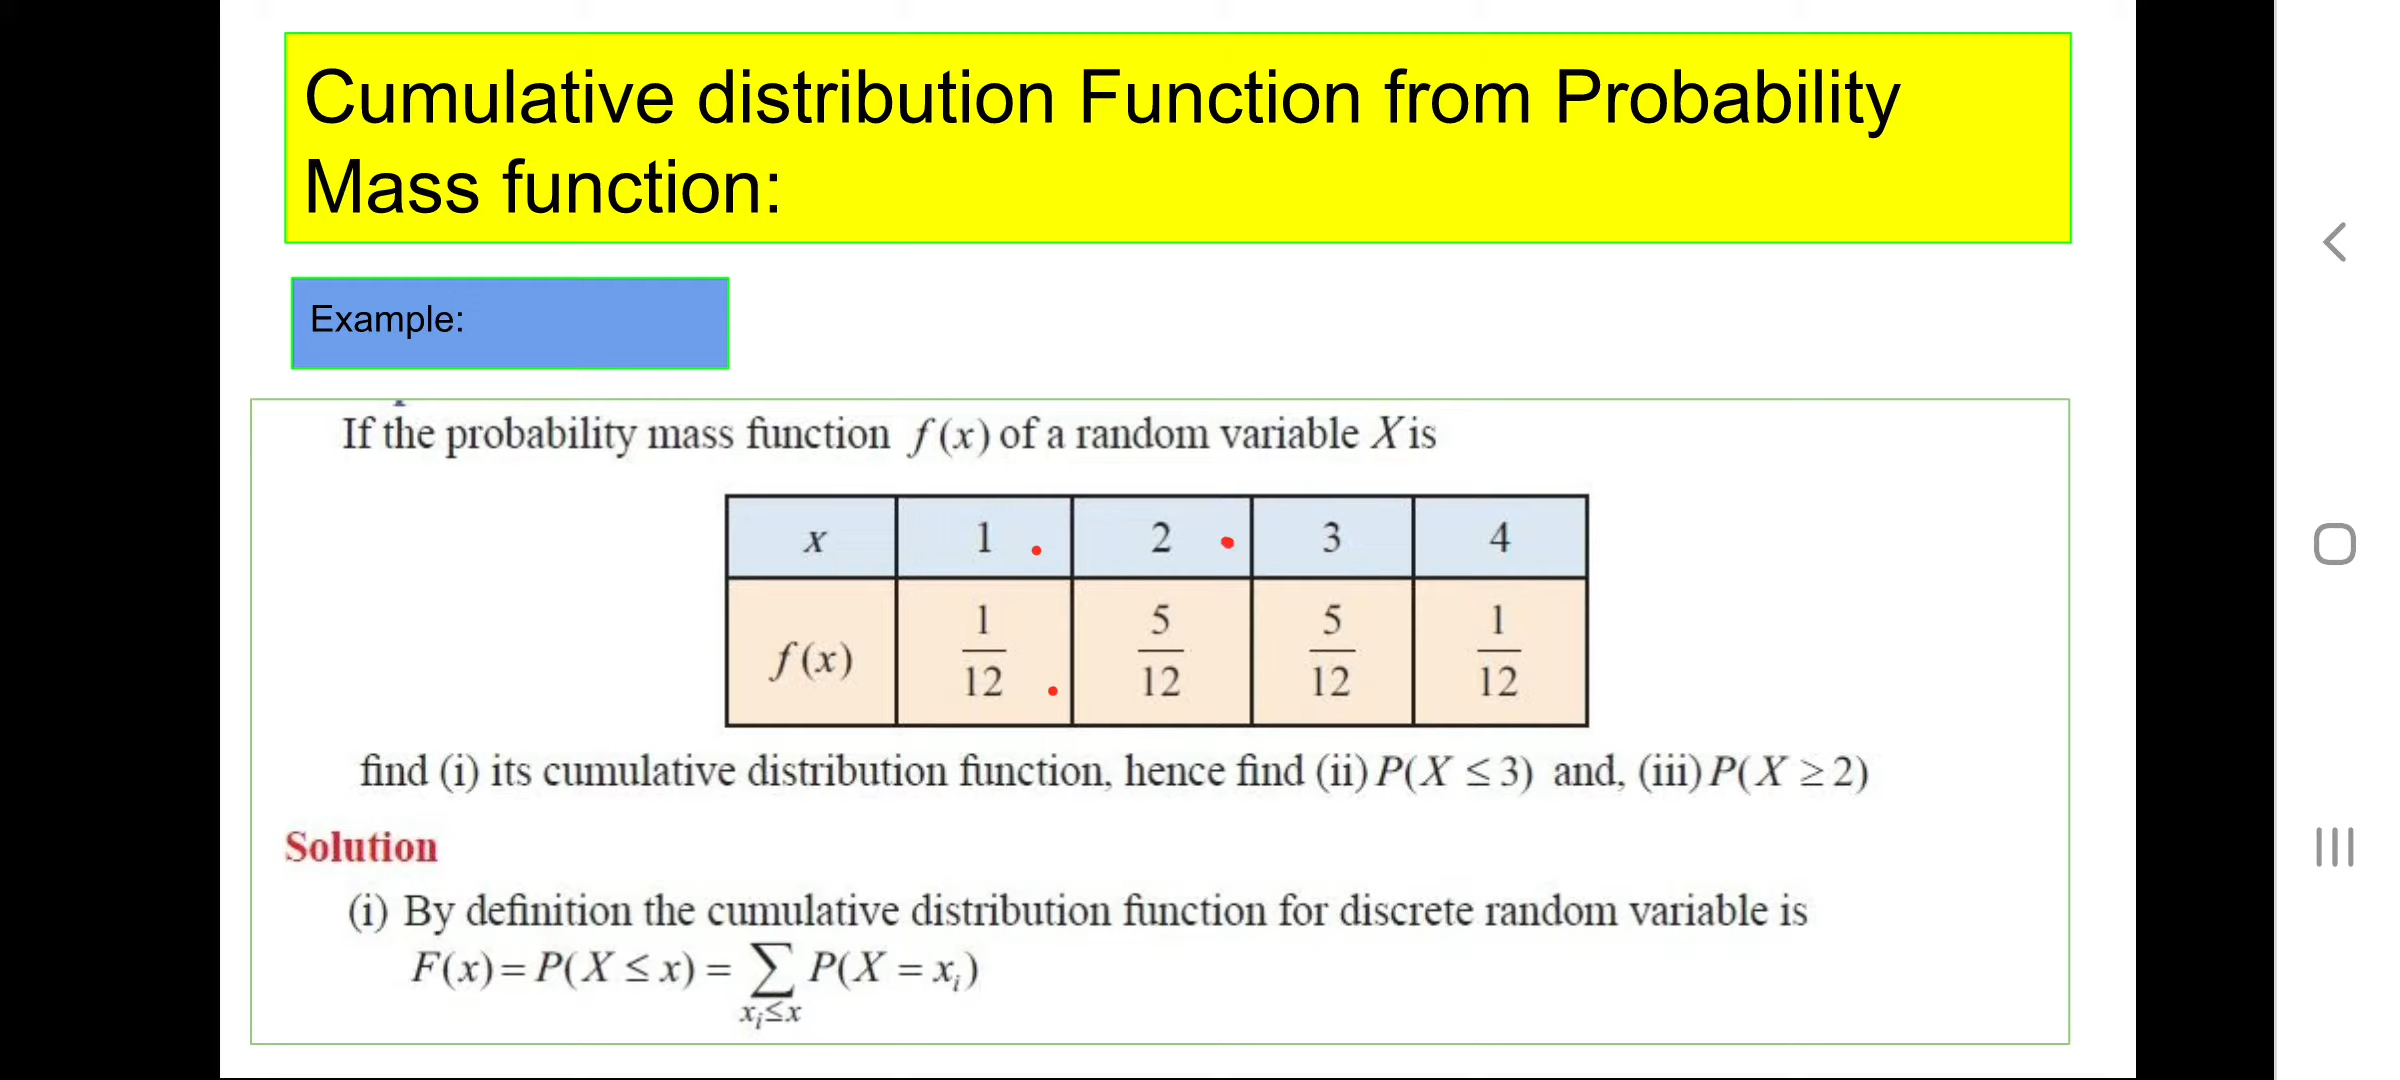 Cumulative distribution Function from Probability
Mass function:
Example:
If the probability mass function f(x) of a random variable X is
x 1 2 3 4
f(x) 1/12 5/12 5/12 1/12
find (i) its cumulative distribution function, hence find (ii) P(X ≤ 3) and, (iii) P(X ≥ 2)
Solution
(i) By definition the cumulative distribution function for discrete random variable is
F(x) = P(X ≤ x) = ∑ P(X = xᵢ)
xᵢ≤x